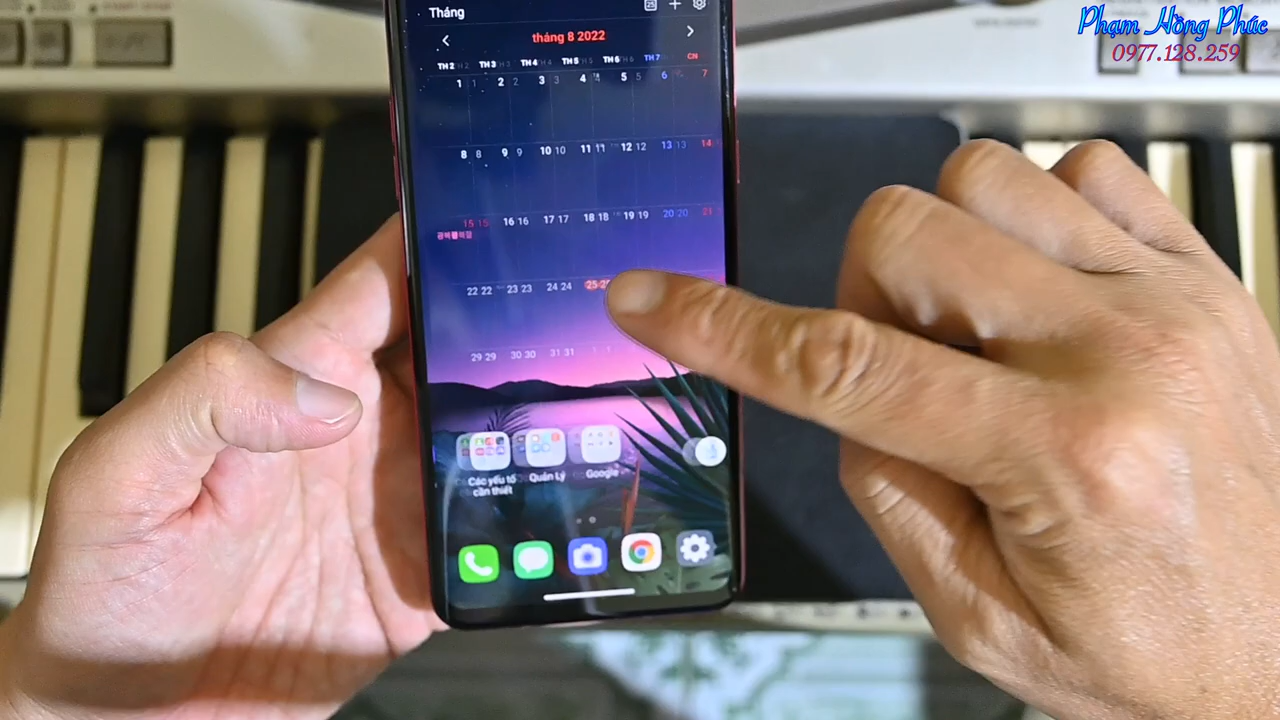 Phạm Hồng Phúc
0977.128.259
Tháng
tháng 8 2022
TH 2 TH 3 TH 4 TH 5 TH 6 TH 7 CN
1 1 2 2 3 3 4 5 5 6 7
8 8 9 9 10 10 11 11 12 12 13 13 14
15 15 16 16 17 17 18 18 19 19 20 20 21
22 22 23 23 24 24 25
29 29 30 30 31 31 1 1
Các yếu tố cần thiết
Quản Lý
Google